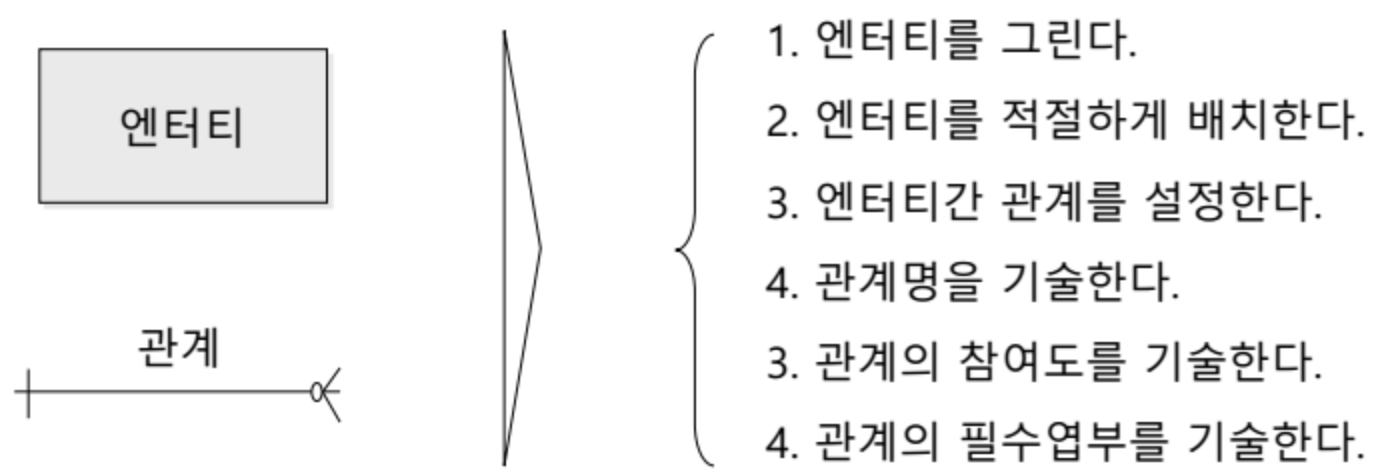 엔터티
관계
1. 엔터티를 그린다.
2. 엔터티를 적절하게 배치한다.
3. 엔터티간 관계를 설정한다.
4. 관계명을 기술한다.
3. 관계의 참여도를 기술한다.
4. 관계의 필수엽부를 기술한다.